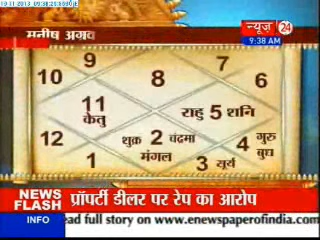 मनीष अग्रव
न्यूज़ 24
9:38 AM
9
7
10
8
6
11
केतु
राहु 5 शनि
12
शुक्र 2 चंद्रमा
मंगल
4 गुरु
बुध
1
3 सूर्य
NEWS
FLASH
प्रॉपर्टी डीलर पर रेप का आरोप
INFO
ead full story on www.enewspaperofindia.com